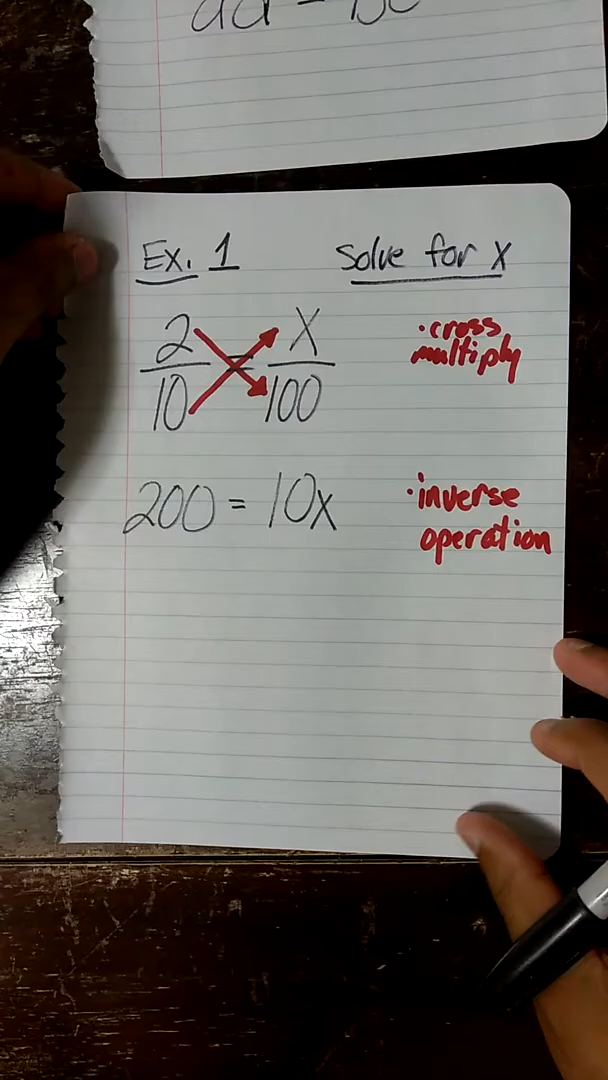 Ex. 1
Solve for X
2/10 = X/100
·cross
multiply
200 = 10x
·inverse
operation